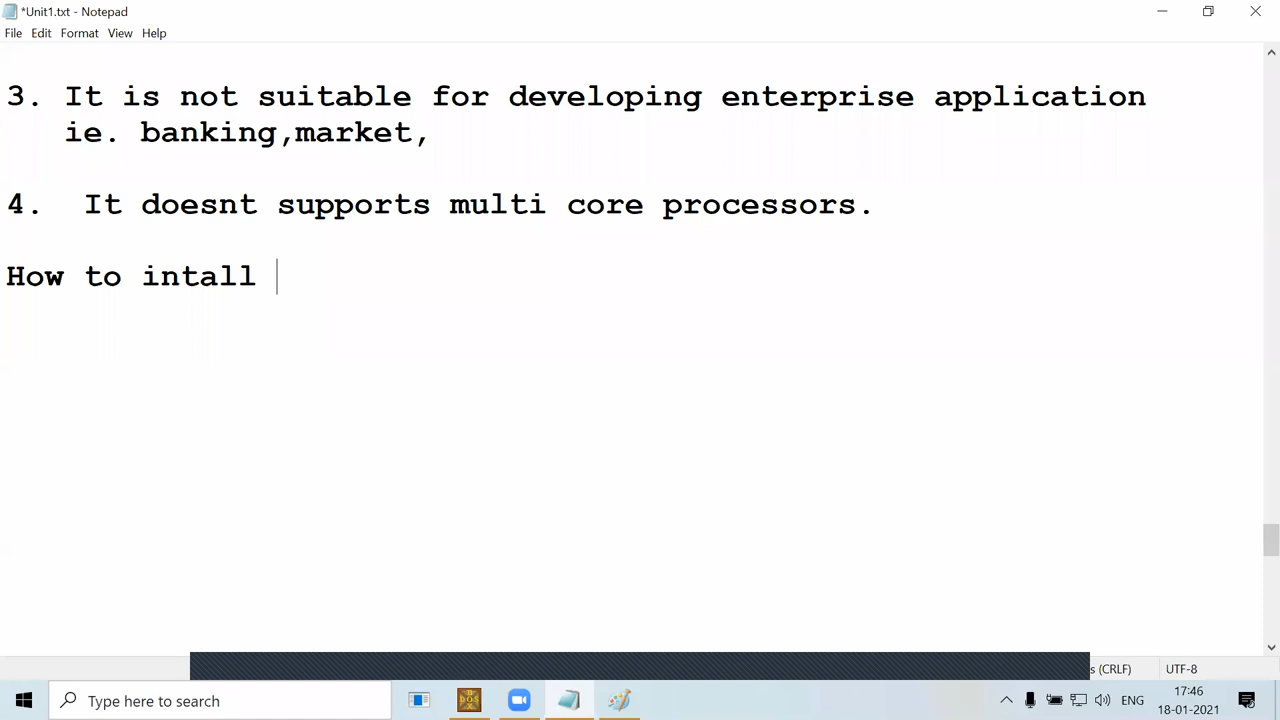 *Unit1.txt - Notepad
File Edit Format View Help
3. It is not suitable for developing enterprise application
ie. banking,market,
4. It doesnt supports multi core processors.
How to intall
s (CRLF) UTF-8
Type here to search
DOS
ENG
17:46
18-01-2021